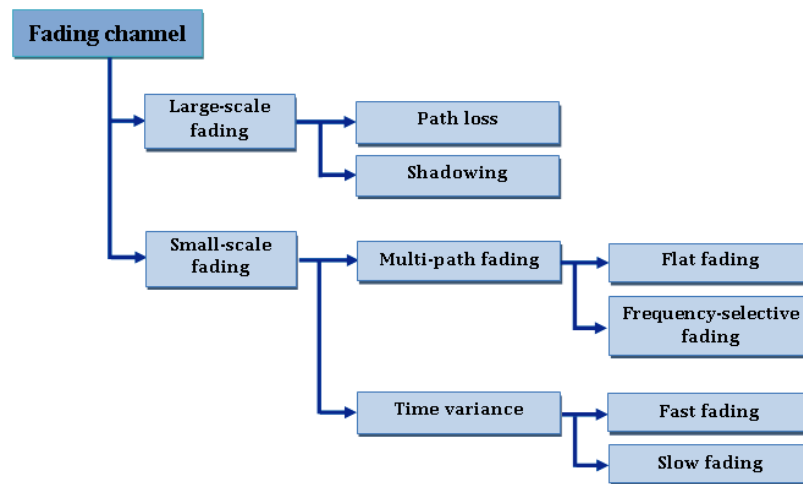 Fading channel
Large-scale
fading
Path loss
Shadowing
Small-scale
fading
Multi-path fading
Flat fading
Frequency-selective
fading
Time variance
Fast fading
Slow fading